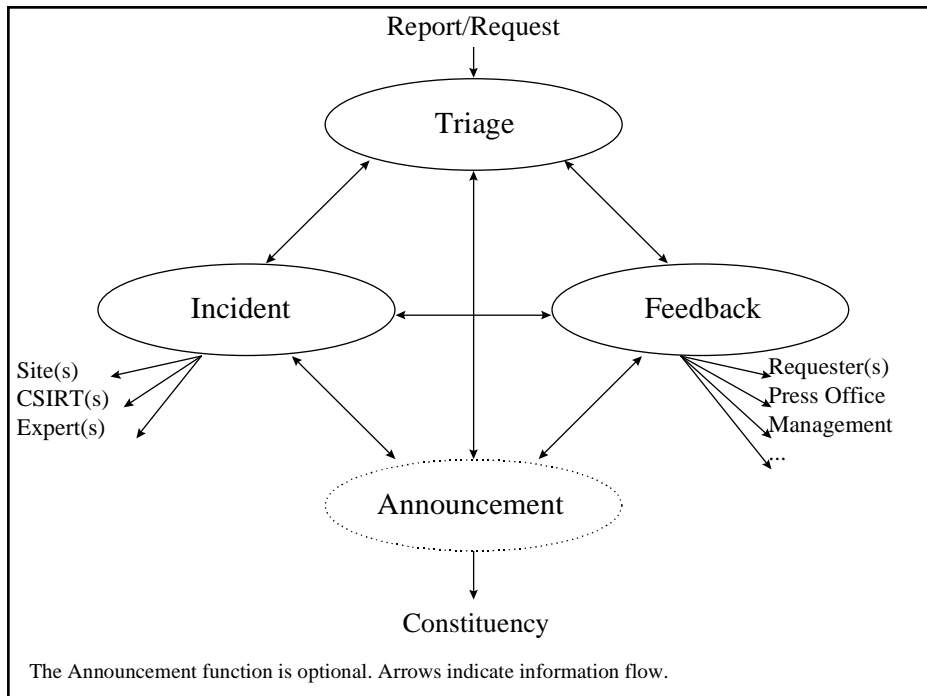 Report/Request
Triage
Incident
Feedback
Site(s)
CSIRT(s)
Expert(s)
Requester(s)
Press Office
Management
...
Announcement
Constituency
The Announcement function is optional. Arrows indicate information flow.